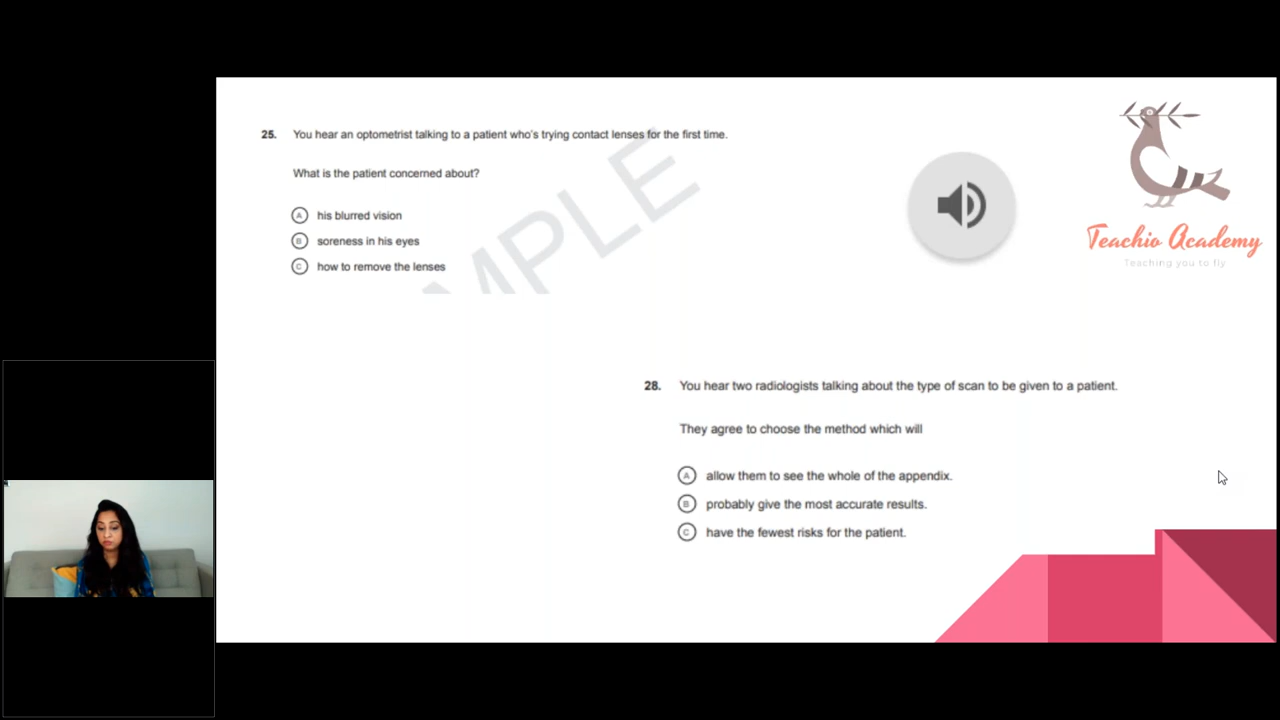 25. You hear an optometrist talking to a patient who's trying contact lenses for the first time.
What is the patient concerned about?
A his blurred vision
B soreness in his eyes
C how to remove the lenses
MPLE
Teachio Academy
Teaching you to fly
28. You hear two radiologists talking about the type of scan to be given to a patient.
They agree to choose the method which will
A allow them to see the whole of the appendix.
B probably give the most accurate results.
C have the fewest risks for the patient.